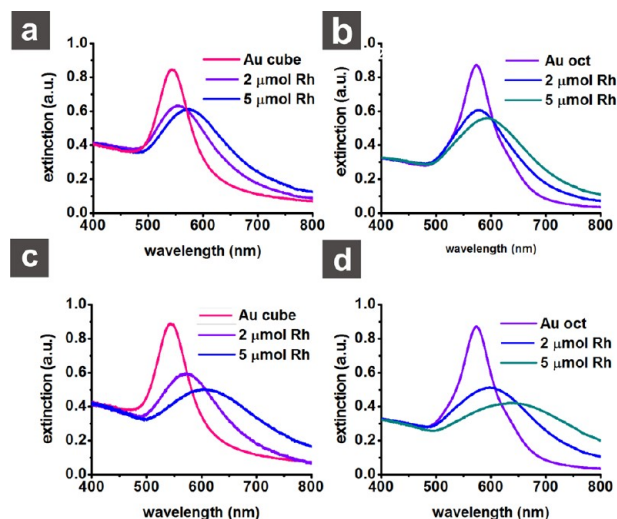 a
extinction (a.u.)
1.0
0.8
0.6
0.4
0.2
0.0
Au cube
2 μmol Rh
5 μmol Rh
400 500 600 700 800
wavelength (nm)
b
extinction (a.u.)
1.0
0.8
0.6
0.4
0.2
0.0
Au oct
2 μmol Rh
5 μmol Rh
400 500 600 700 800
wavelength (nm)
c
extinction (a.u.)
1.0
0.8
0.6
0.4
0.2
0.0
Au cube
2 μmol Rh
5 μmol Rh
400 500 600 700 800
wavelength (nm)
d
extinction (a.u.)
1.0
0.8
0.6
0.4
0.2
0.0
Au oct
2 μmol Rh
5 μmol Rh
400 500 600 700 800
wavelength (nm)